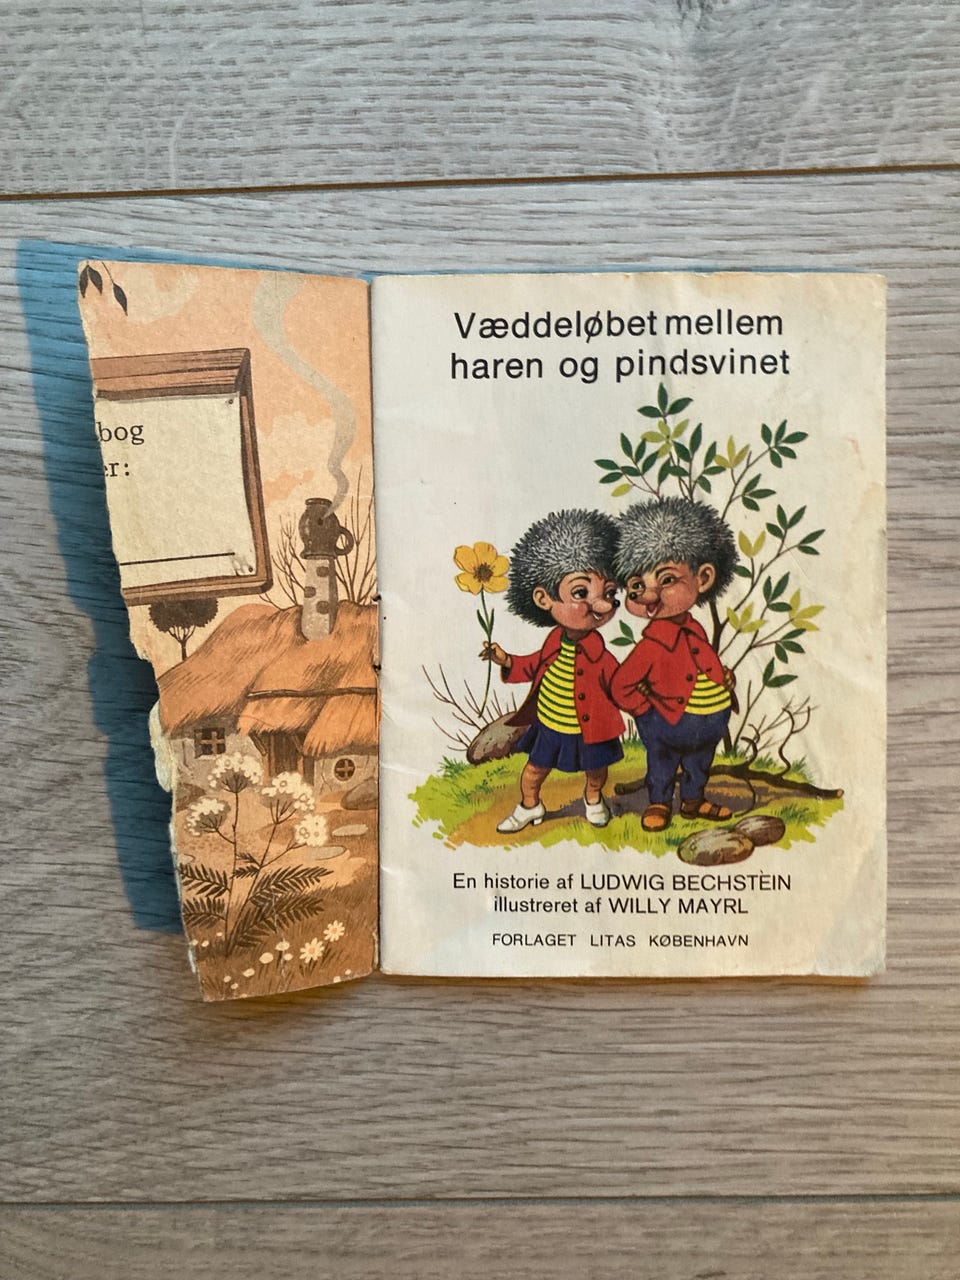 bog
er:
Væddeløbet mellem
haren og pindsvinet
En historie af LUDWIG BECHSTEIN
illustreret af WILLY MAYRL
FORLAGET LITAS KØBENHAVN